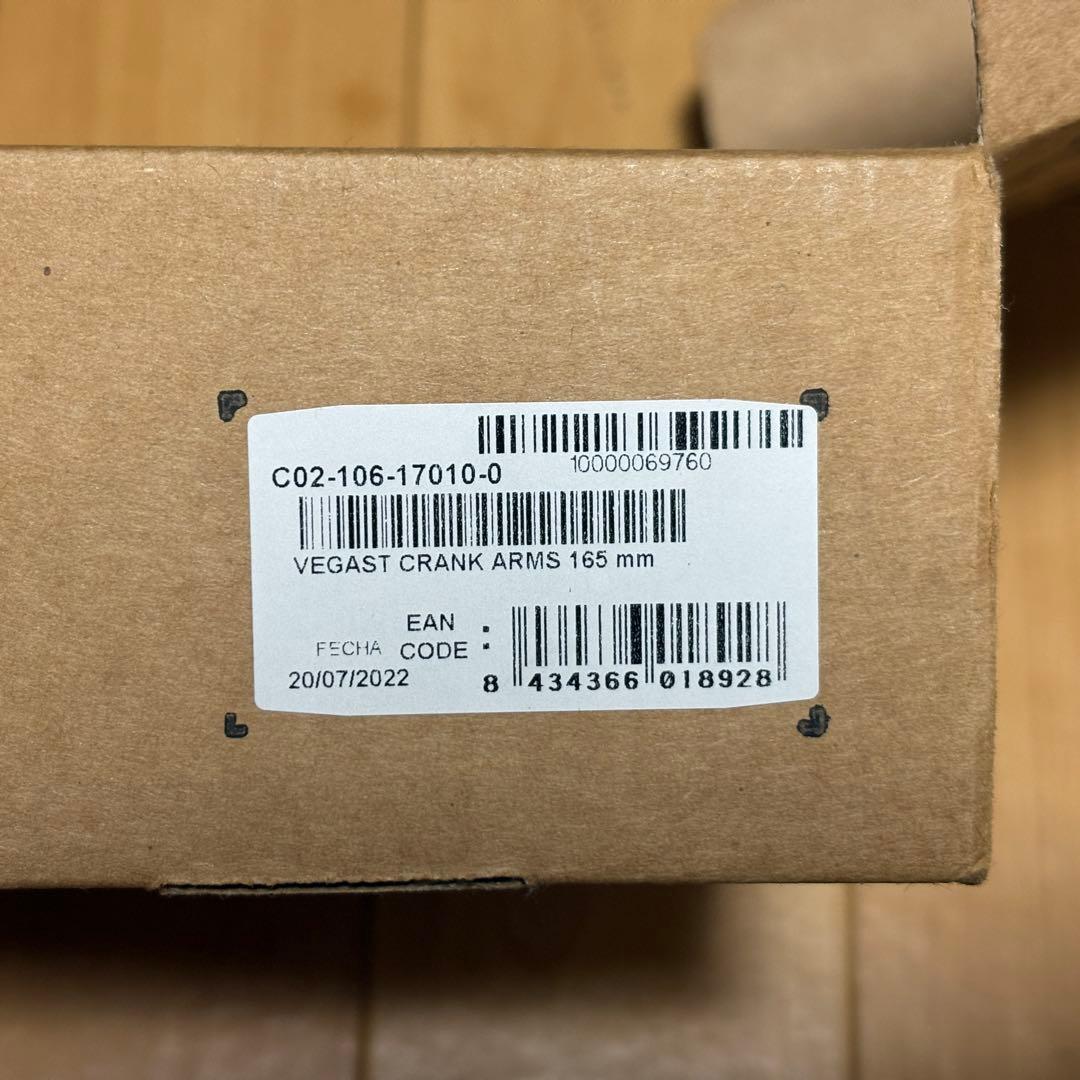 10000069760
C02-106-17010-0
VEGAST CRANK ARMS 165 mm
EAN
CODE :
FECHA
20/07/2022
8 434366 018928